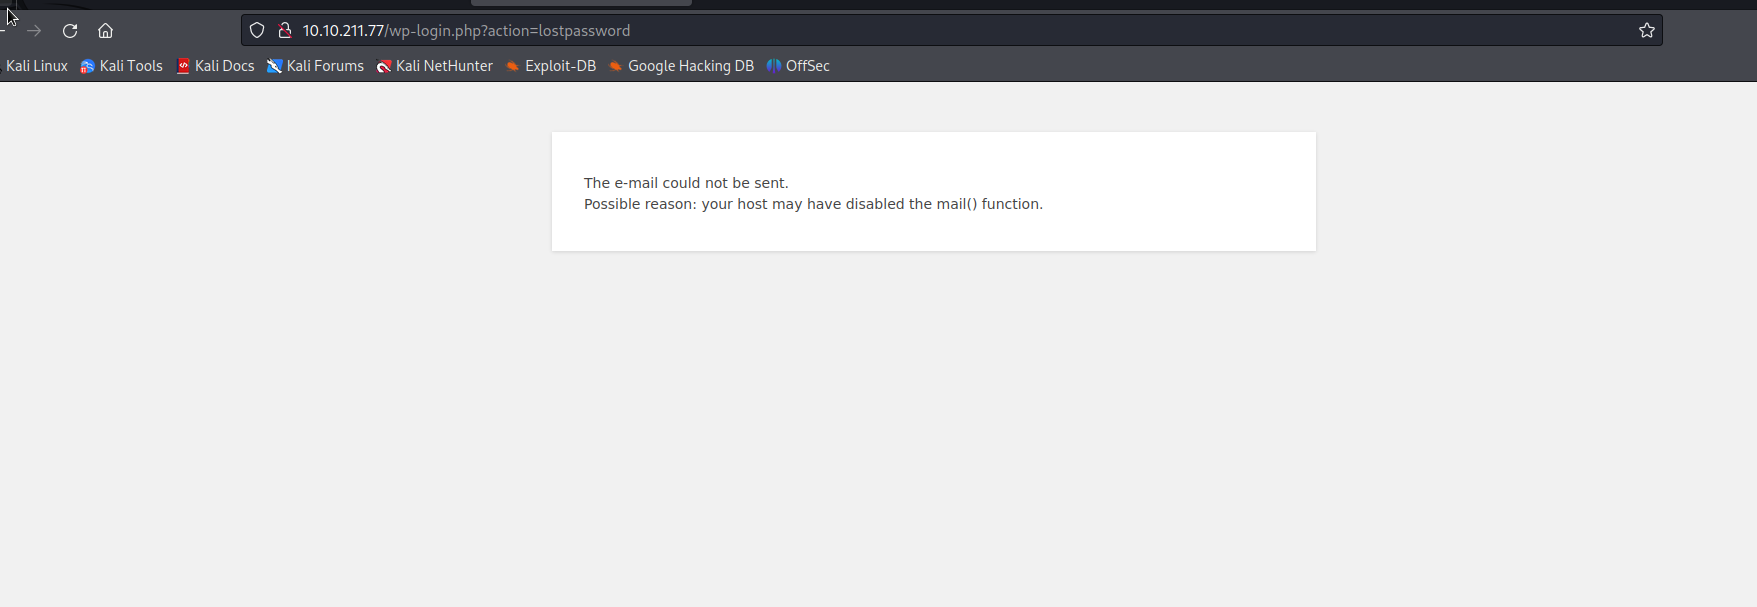 10.10.211.77/wp-login.php?action=lostpassword
Kali Linux Kali Tools Kali Docs Kali Forums Kali NetHunter Exploit-DB Google Hacking DB OffSec
The e-mail could not be sent.
Possible reason: your host may have disabled the mail() function.